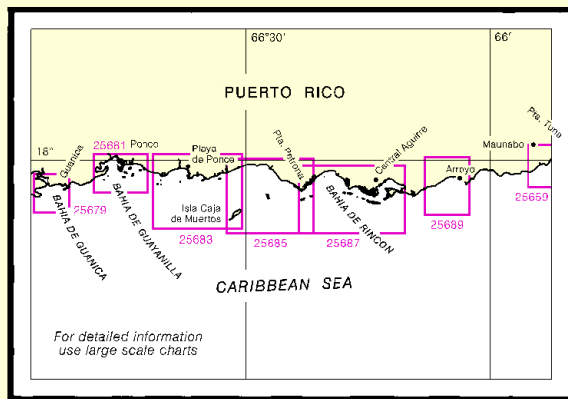 66°30'
66°
PUERTO RICO
18°
Guanica
25681
Ponco
Playa
de Ponce
Pta. Petrona
Central Aguirre
Maunabo
Pta. Tuna
Arroyo
25679
BAHIA DE GUANICA
BAHIA DE GUAYANILLA
Isla Caja
de Muertos
25683
25685
BAHIA DE RINCON
25687
25689
25659
CARIBBEAN SEA
For detailed information
use large scale charts